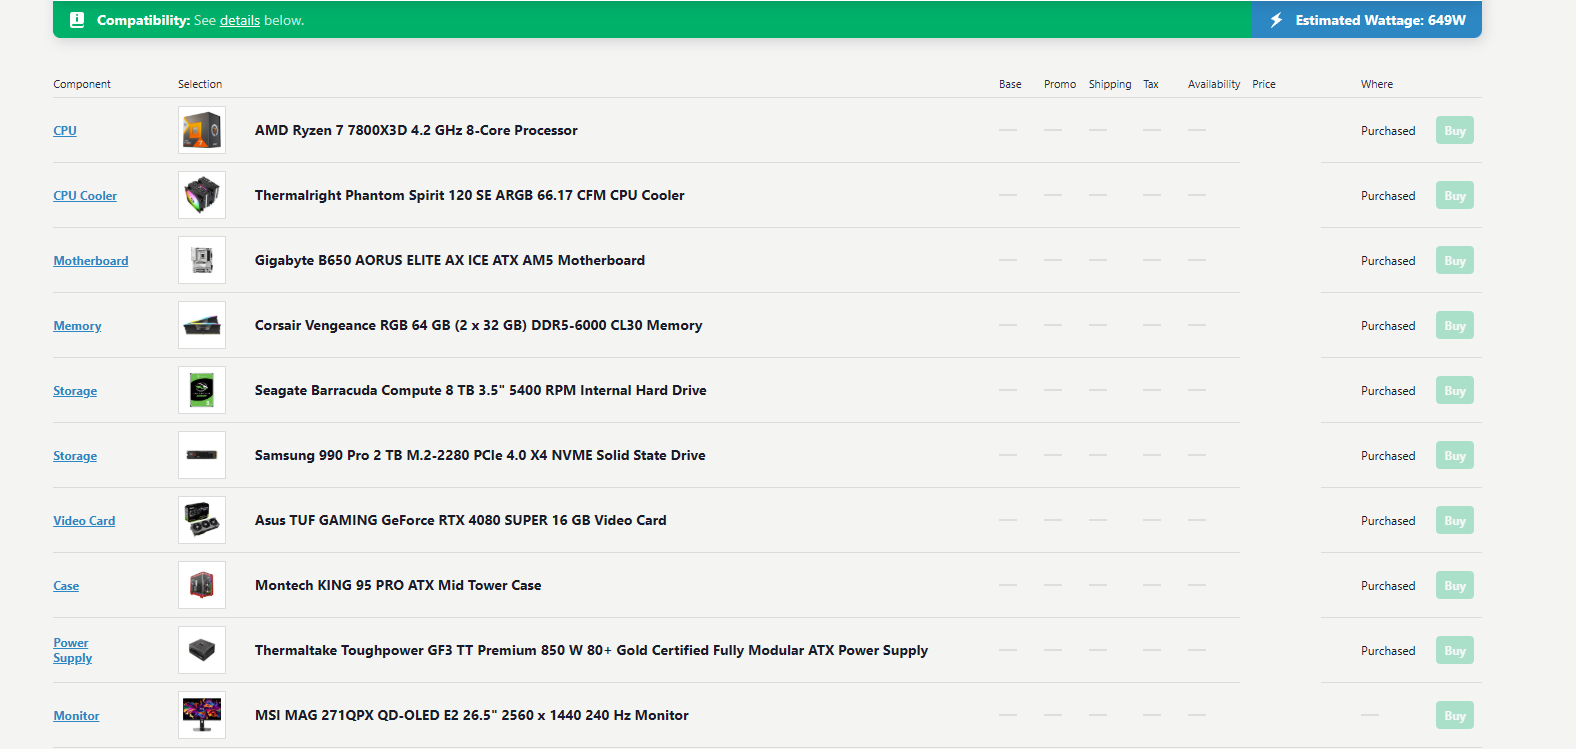 Compatibility: See details below.
Estimated Wattage: 649W
Component Selection Base Promo Shipping Tax Availability Price Where
CPU AMD Ryzen 7 7800X3D 4.2 GHz 8-Core Processor — — — — — Purchased Buy
CPU Cooler Thermalright Phantom Spirit 120 SE ARGB 66.17 CFM CPU Cooler — — — — — Purchased Buy
Motherboard Gigabyte B650 AORUS ELITE AX ICE ATX AM5 Motherboard — — — — — Purchased Buy
Memory Corsair Vengeance RGB 64 GB (2 x 32 GB) DDR5-6000 CL30 Memory — — — — — Purchased Buy
Storage Seagate Barracuda Compute 8 TB 3.5" 5400 RPM Internal Hard Drive — — — — — Purchased Buy
Storage Samsung 990 Pro 2 TB M.2-2280 PCIe 4.0 X4 NVME Solid State Drive — — — — — Purchased Buy
Video Card Asus TUF GAMING GeForce RTX 4080 SUPER 16 GB Video Card — — — — — Purchased Buy
Case Montech KING 95 PRO ATX Mid Tower Case — — — — — Purchased Buy
Power
Supply Thermaltake Toughpower GF3 TT Premium 850 W 80+ Gold Certified Fully Modular ATX Power Supply — — — — — Purchased Buy
Monitor MSI MAG 271QPX QD-OLED E2 26.5" 2560 x 1440 240 Hz Monitor — — — — — — Buy